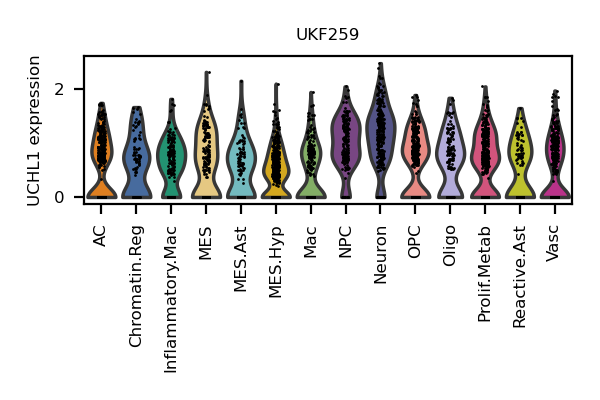 UKF259
UCHL1 expression
2
0
AC
Chromatin.Reg
Inflammatory.Mac
MES
MES.Ast
MES.Hyp
Mac
NPC
Neuron
OPC
Oligo
Prolif.Metab
Reactive.Ast
Vasc